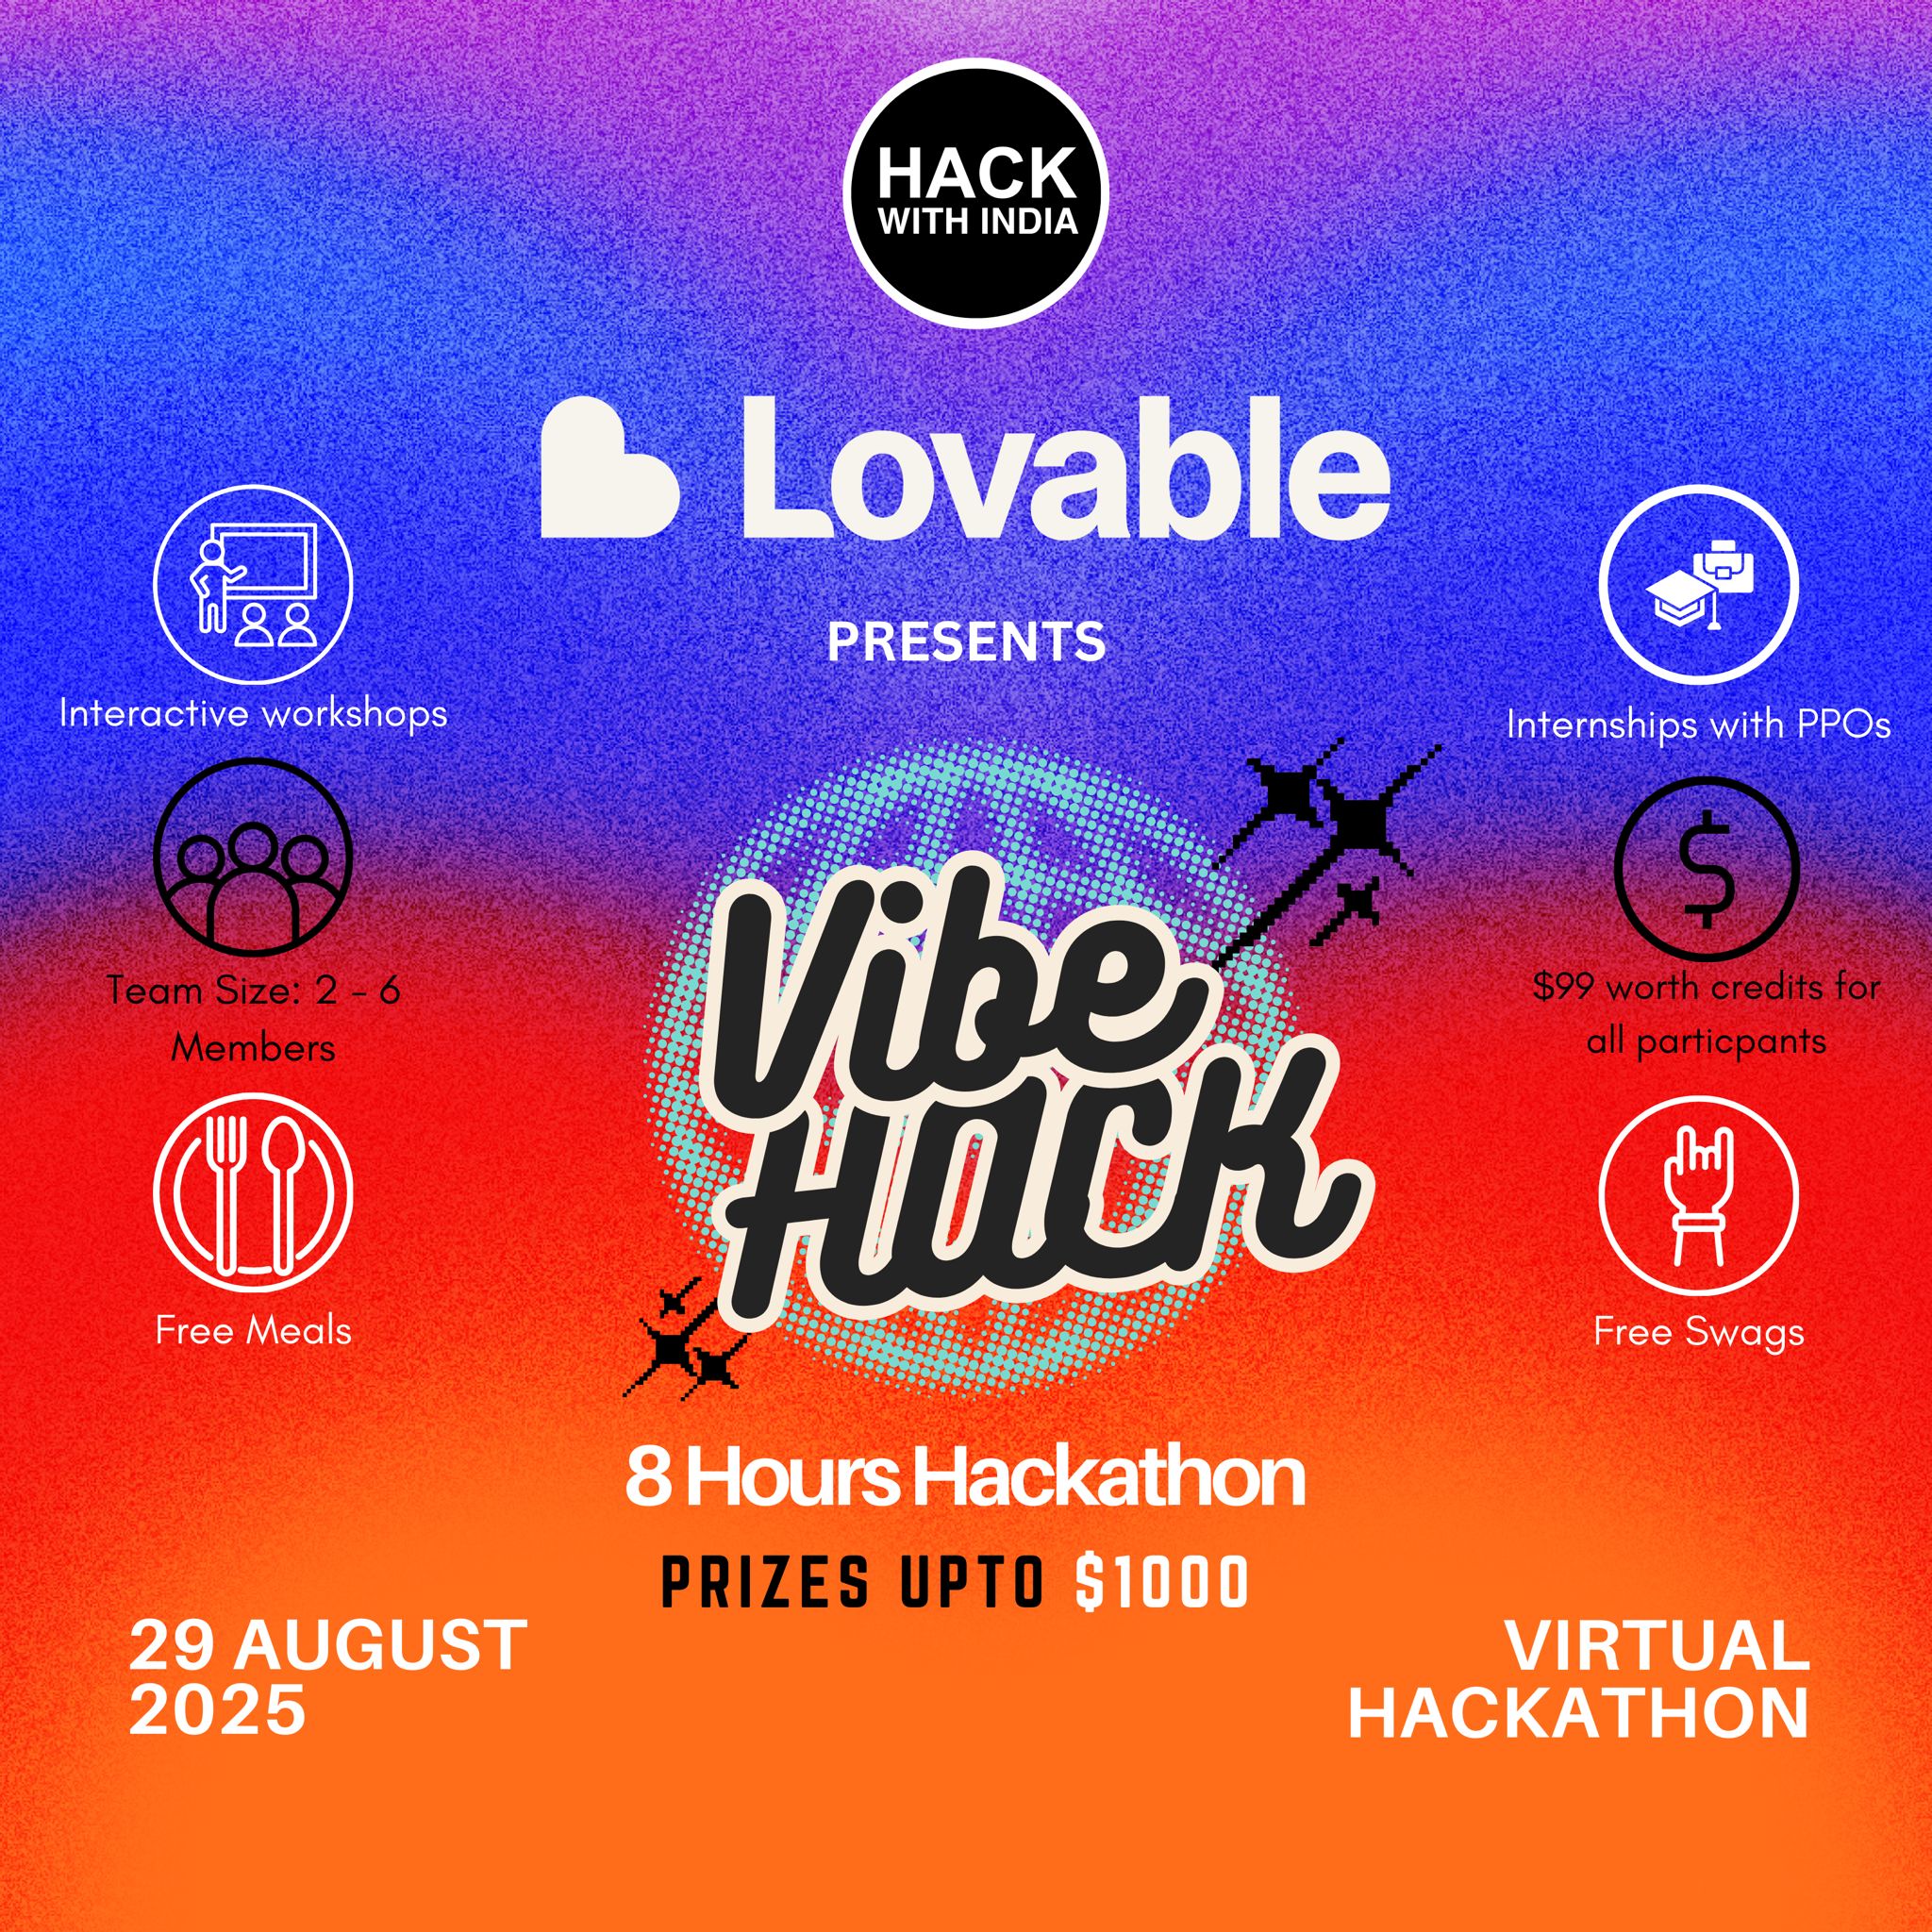 HACK
WITH INDIA
Lovable
PRESENTS
Interactive workshops
Internships with PPOs
Team Size: 2 - 6
Members
$99 worth credits for
all particpants
Vibe
HACK
Free Meals
Free Swags
8 Hours Hackathon
PRIZES UPTO $1000
29 AUGUST
2025
VIRTUAL
HACKATHON